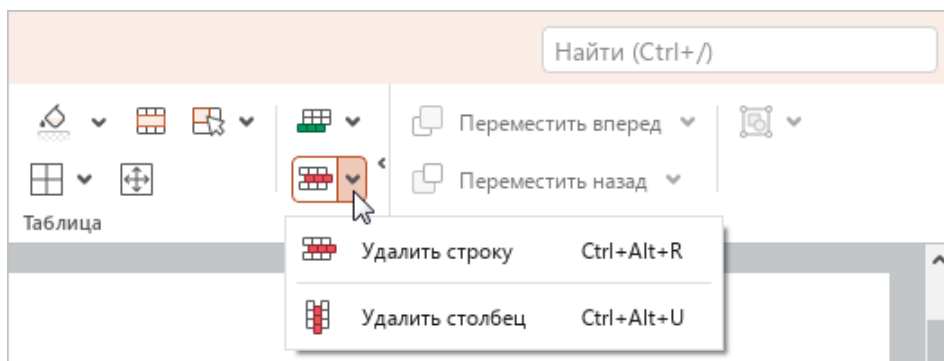 Найти (Ctrl+/)
Переместить вперед
Переместить назад
Таблица
Удалить строку Ctrl+Alt+R
Удалить столбец Ctrl+Alt+U